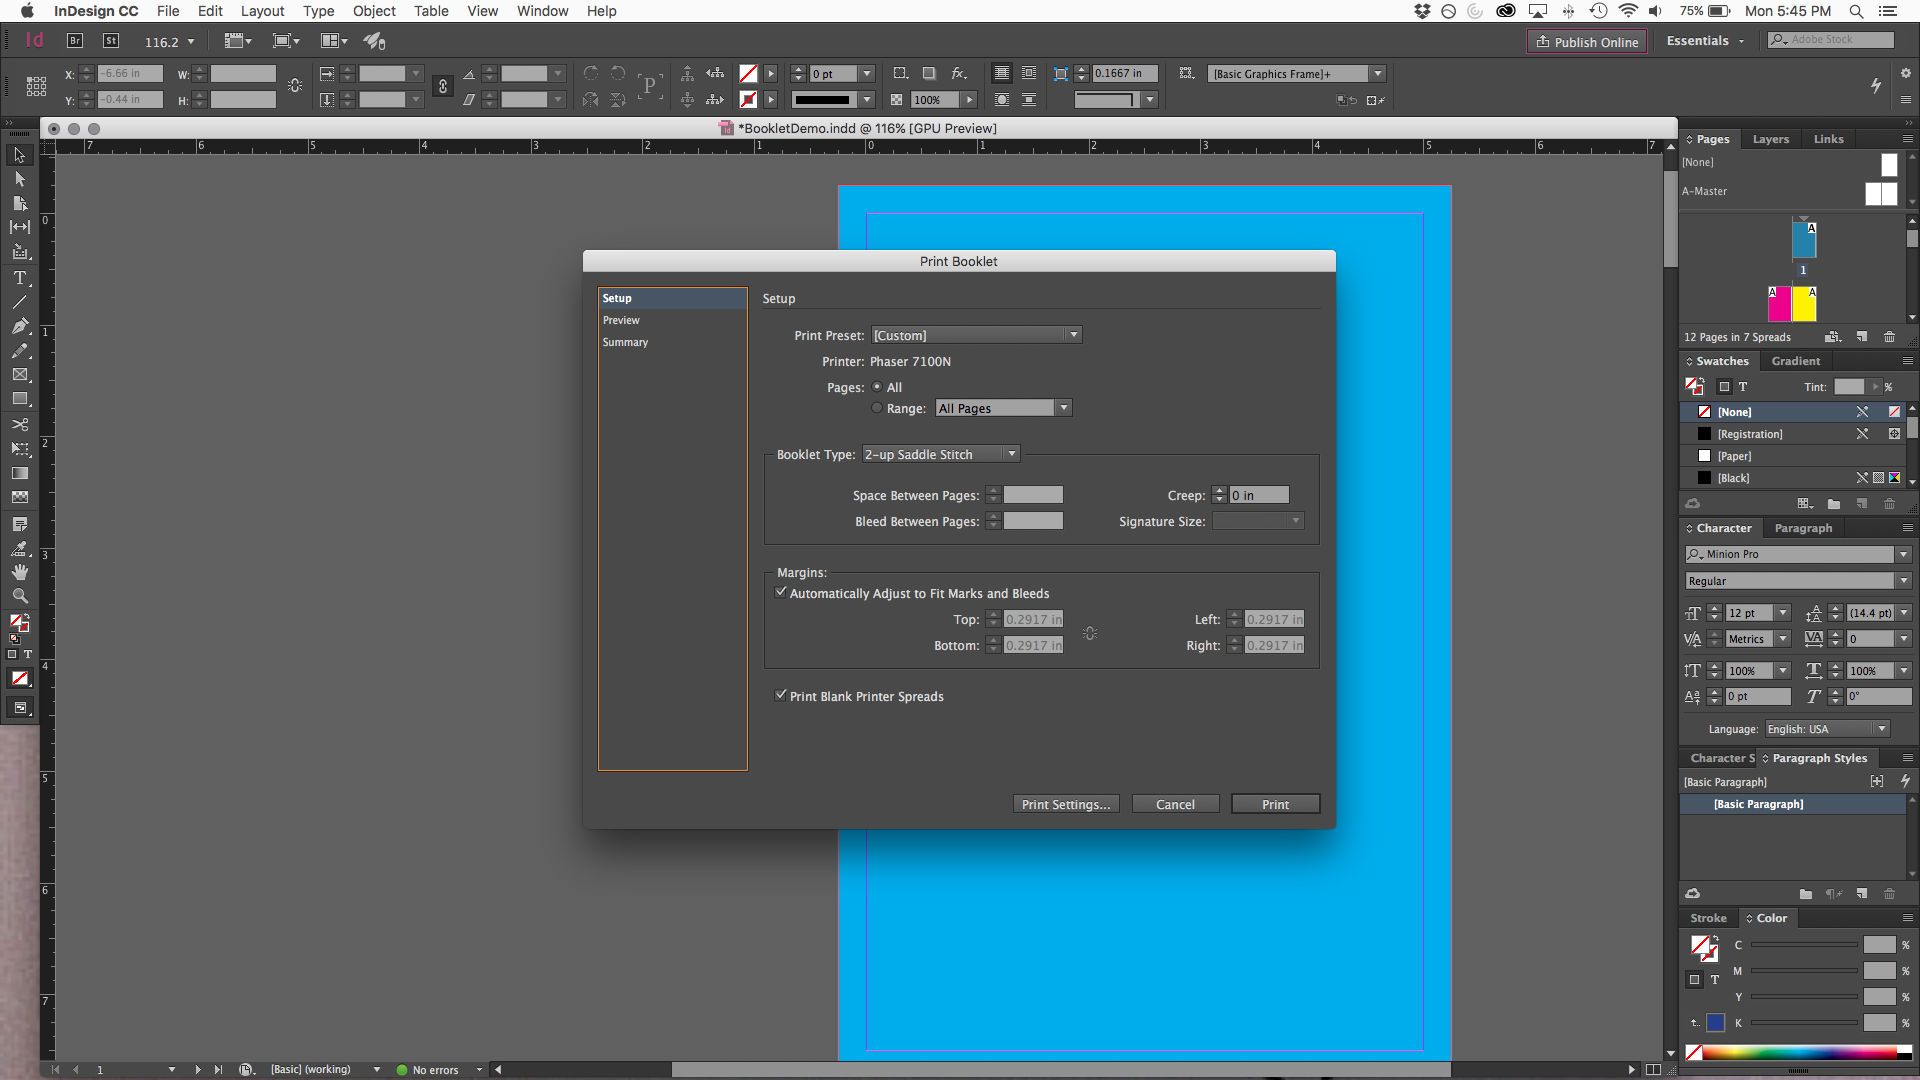 InDesign CC File Edit Layout Type Object Table View Window Help 75% Mon 5:45 PM
Id Br St 116.2 Publish Online Essentials Adobe Stock
X: -6.66 in W: 0 pt fx. 0.1667 in [Basic Graphics Frame]+
Y: -0.44 in H: P 100%
*BookletDemo.indd @ 116% [GPU Preview]
7 6 5 4 3 2 1 0 1 2 3 4 5 6 7
0
1
2
3
4
5
6
7
Print Booklet
Setup
Preview
Summary
Setup
Print Preset: [Custom]
Printer: Phaser 7100N
Pages: All
Range: All Pages
Booklet Type: 2-up Saddle Stitch
Space Between Pages: Creep: 0 in
Bleed Between Pages: Signature Size:
Margins:
Automatically Adjust to Fit Marks and Bleeds
Top: 0.2917 in Left: 0.2917 in
Bottom: 0.2917 in Right: 0.2917 in
Print Blank Printer Spreads
Print Settings... Cancel Print
Pages Layers Links
[None]
A-Master
A
1
A A
12 Pages in 7 Spreads
Swatches Gradient
T Tint: %
[None]
[Registration]
[Paper]
[Black]
Character Paragraph
Minion Pro
Regular
12 pt (14.4 pt)
Metrics 0
100% 100%
0 pt 0°
Language: English: USA
Character S Paragraph Styles
[Basic Paragraph]
[Basic Paragraph]
Stroke Color
C %
M %
T
Y %
K %
1 [Basic] (working) No errors